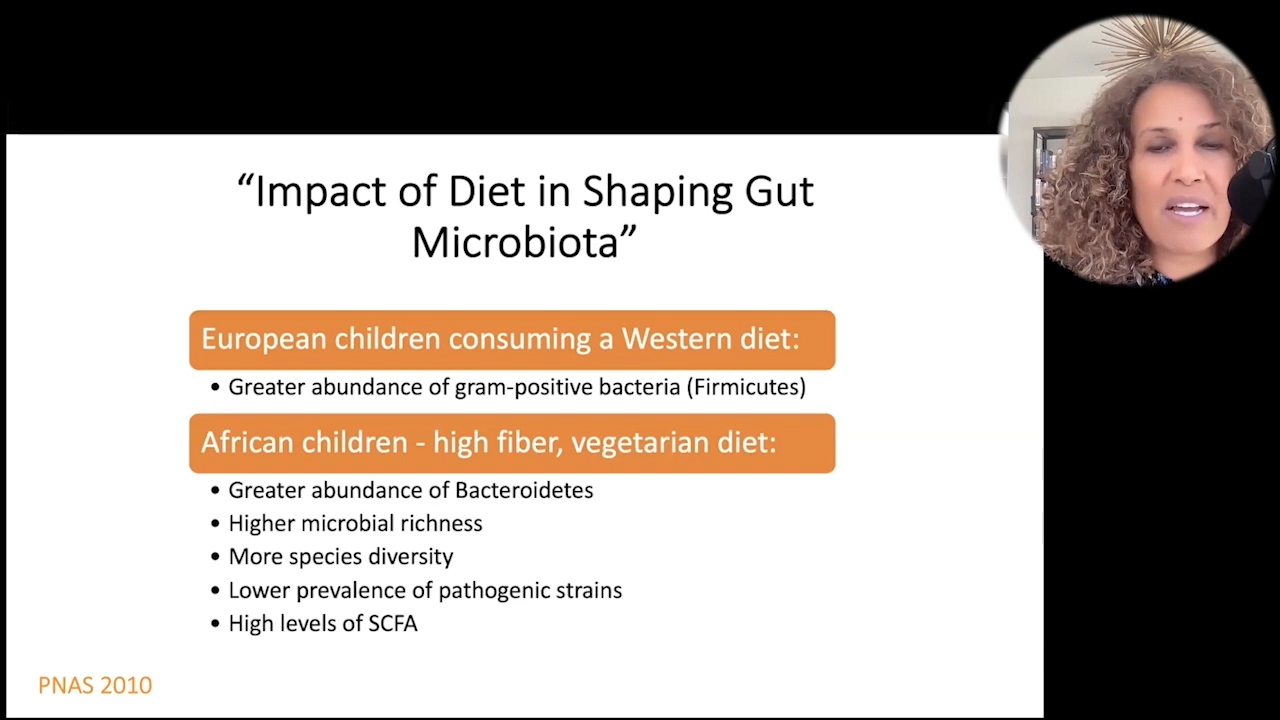 “Impact of Diet in Shaping Gut
Microbiota”
European children consuming a Western diet:
• Greater abundance of gram-positive bacteria (Firmicutes)
African children - high fiber, vegetarian diet:
• Greater abundance of Bacteroidetes
• Higher microbial richness
• More species diversity
• Lower prevalence of pathogenic strains
• High levels of SCFA
PNAS 2010